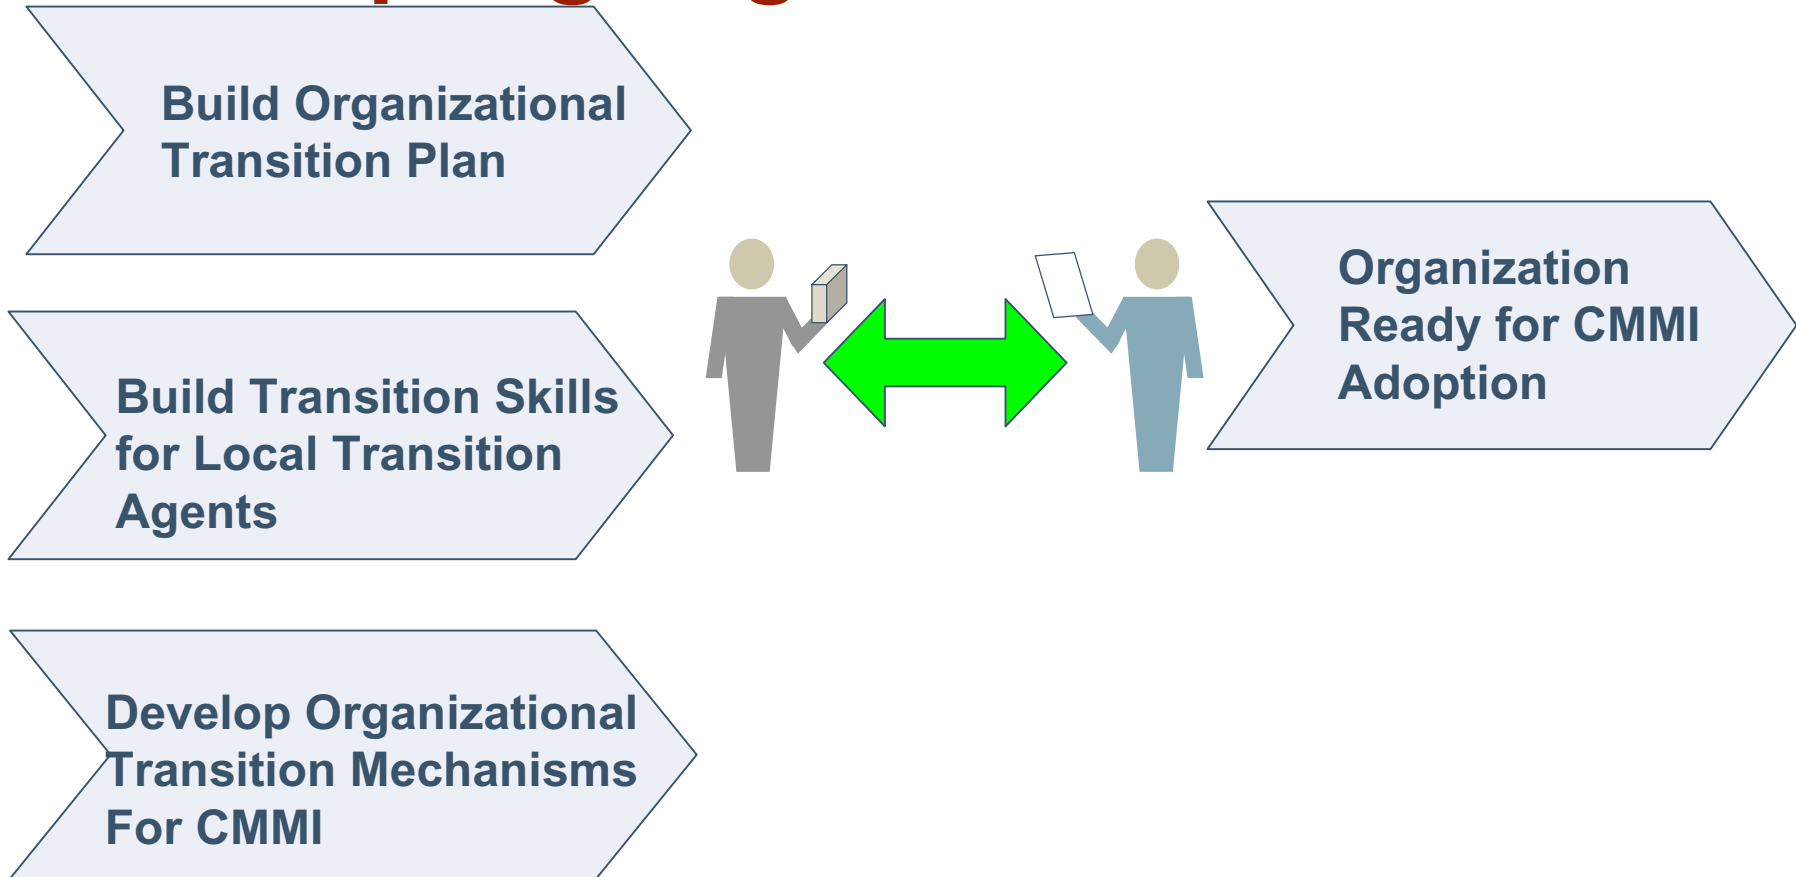 Build Organizational
Transition Plan
Build Transition Skills
for Local Transition
Agents
Develop Organizational
Transition Mechanisms
For CMMI
Organization
Ready for CMMI
Adoption